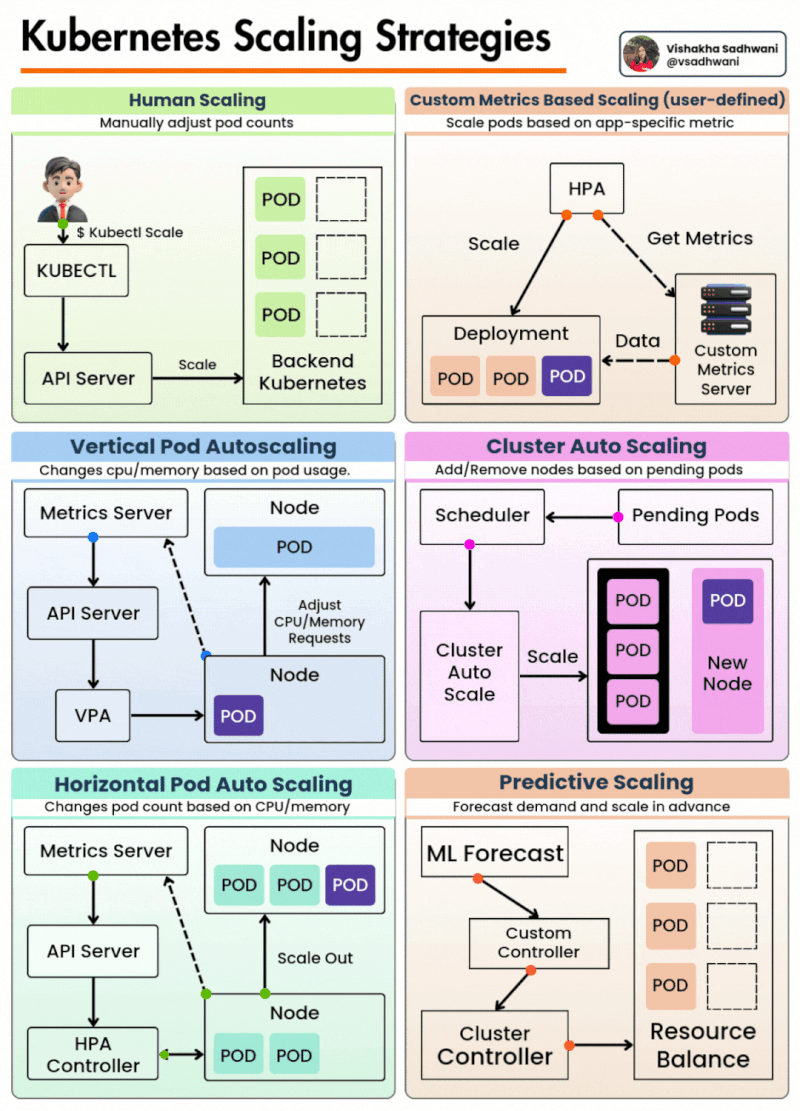 Kubernetes Scaling Strategies
Vishakha Sadhwani
@vsadhwani
Human Scaling
Manually adjust pod counts
$ Kubectl Scale
KUBECTL
API Server
Scale
POD
POD
POD
Backend
Kubernetes
Custom Metrics Based Scaling (user-defined)
Scale pods based on app-specific metric
HPA
Scale
Get Metrics
Deployment
POD
POD
POD
Data
Custom
Metrics
Server
Vertical Pod Autoscaling
Changes cpu/memory based on pod usage.
Metrics Server
API Server
VPA
Node
POD
Adjust
CPU/Memory
Requests
Node
POD
Cluster Auto Scaling
Add/Remove nodes based on pending pods
Scheduler
Pending Pods
Cluster
Auto
Scale
Scale
POD
POD
POD
POD
New
Node
Horizontal Pod Auto Scaling
Changes pod count based on CPU/memory
Metrics Server
API Server
HPA
Controller
Node
POD
POD
POD
Scale Out
Node
POD
POD
Predictive Scaling
Forecast demand and scale in advance
ML Forecast
Custom
Controller
Cluster
Controller
POD
POD
POD
Resource
Balance